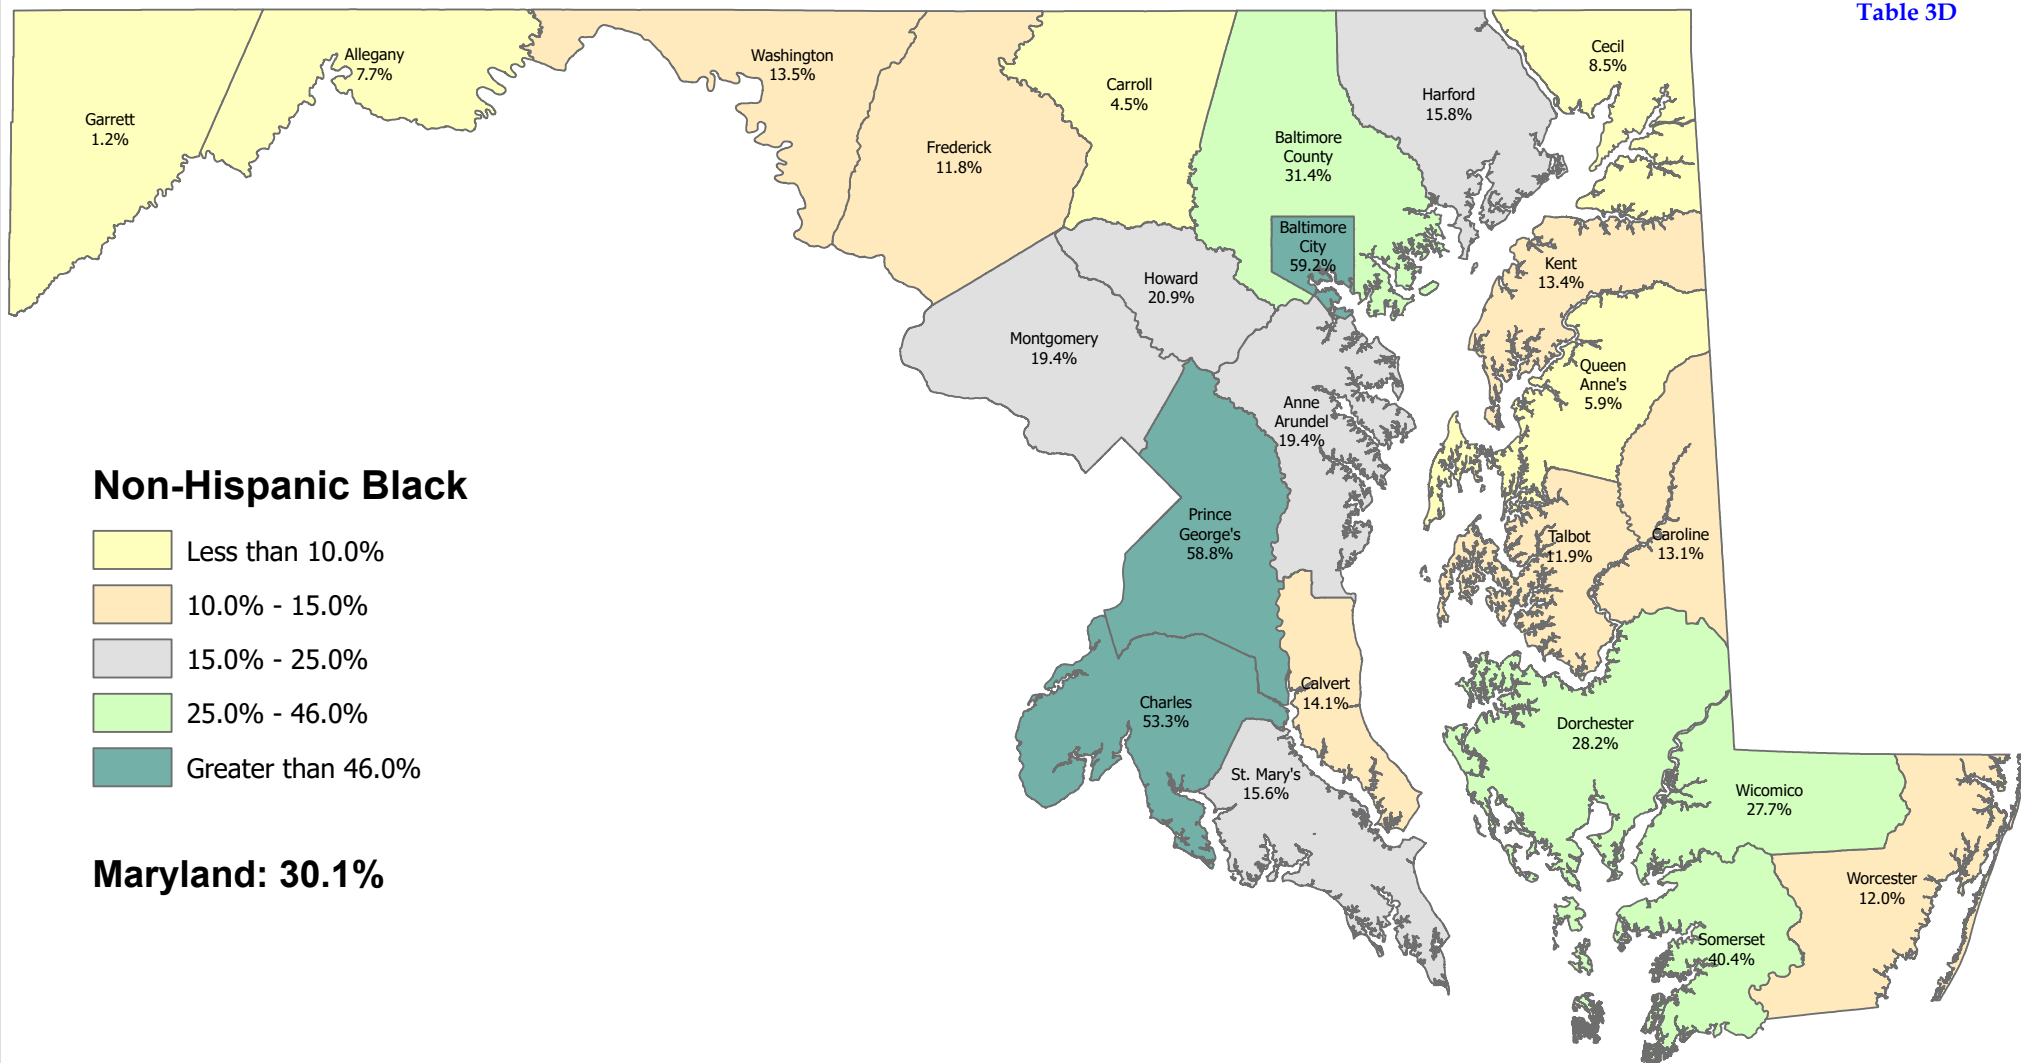 Table 3D
Garrett
1.2%
Allegany
7.7%
Washington
13.5%
Frederick
11.8%
Carroll
4.5%
Baltimore
County
31.4%
Baltimore
City
59.2%
Harford
15.8%
Cecil
8.5%
Kent
13.4%
Howard
20.9%
Montgomery
19.4%
Queen
Anne's
5.9%
Anne
Arundel
19.4%
Prince
George's
58.8%
Talbot
11.9%
Caroline
13.1%
Calvert
14.1%
Charles
53.3%
St. Mary's
15.6%
Dorchester
28.2%
Wicomico
27.7%
Worcester
12.0%
Somerset
40.4%
Non-Hispanic Black
Less than 10.0%
10.0% - 15.0%
15.0% - 25.0%
25.0% - 46.0%
Greater than 46.0%
Maryland: 30.1%